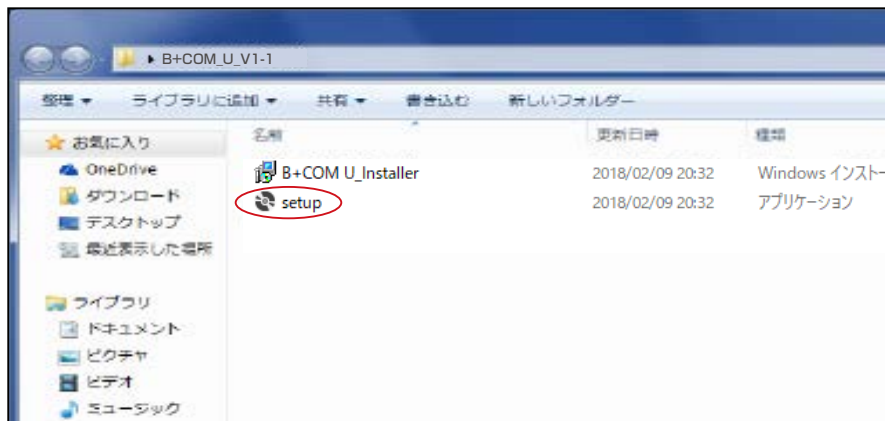 B+COM_U_V1-1
整理 ライブラリに追加 共有 書き込む 新しいフォルダー
名前 更新日時 種類
お気に入り
OneDrive
ダウンロード
デスクトップ
最近表示した場所
B+COM U_Installer 2018/02/09 20:32 Windows インストー
setup 2018/02/09 20:32 アプリケーション
ライブラリ
ドキュメント
ピクチャ
ビデオ
ミュージック